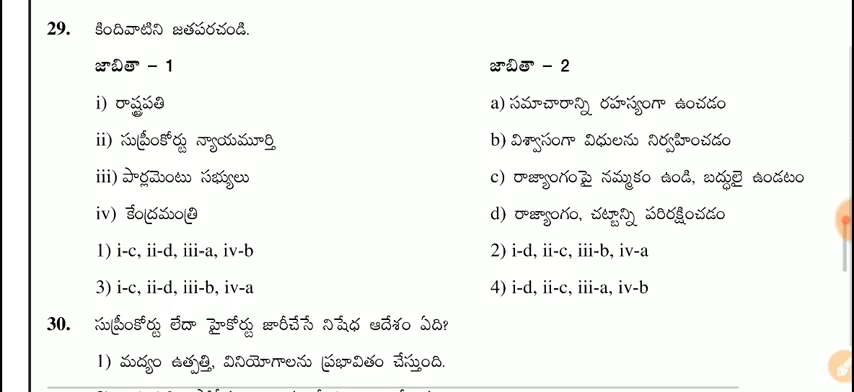 29. కిందివాటిని జతపరచండి.
జాబితా – 1 జాబితా – 2
i) రాష్ట్రపతి a) సమాచారాన్ని రహస్యంగా ఉంచడం
ii) సుప్రీంకోర్టు న్యాయమూర్తి b) విశ్వాసంగా విధులను నిర్వహించడం
iii) పార్లమెంటు సభ్యులు c) రాజ్యాంగంపై నమ్మకం ఉండి, బద్ధులై ఉండటం
iv) కేంద్రమంత్రి d) రాజ్యాంగం, చట్టాన్ని పరిరక్షించడం
1) i-c, ii-d, iii-a, iv-b 2) i-d, ii-c, iii-b, iv-a
3) i-c, ii-d, iii-b, iv-a 4) i-d, ii-c, iii-a, iv-b
30. సుప్రీంకోర్టు లేదా హైకోర్టు జారీచేసే నిషేధ ఆదేశం ఏది?
1) మద్యం ఉత్పత్తి, వినియోగాలను ప్రభావితం చేస్తుంది.